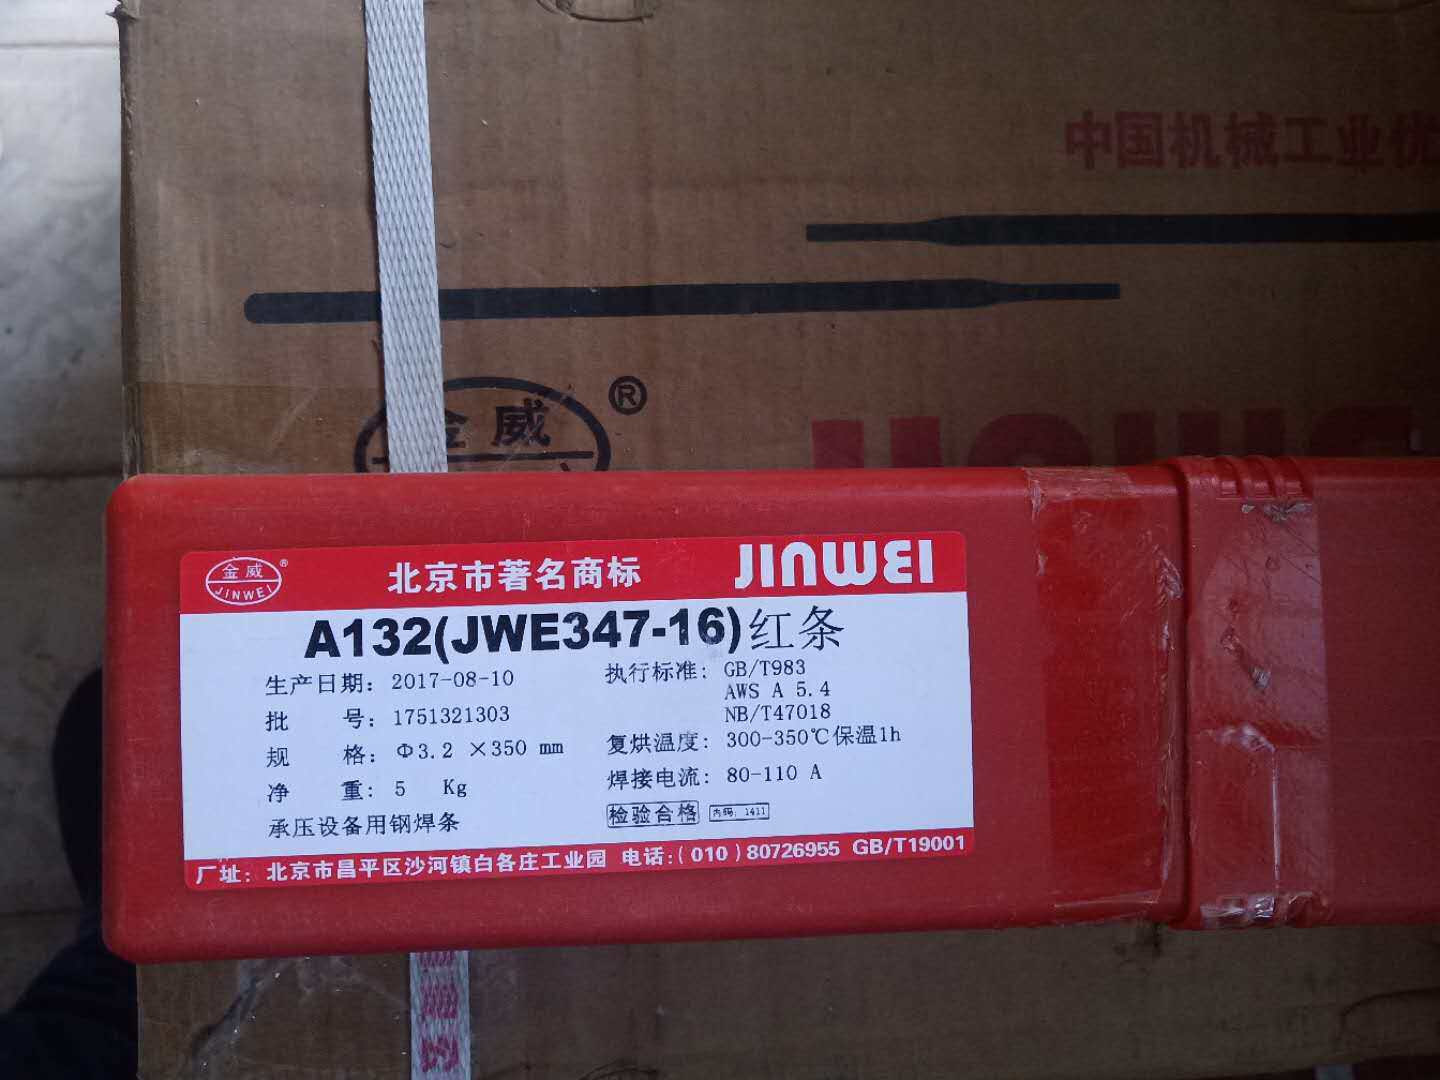 中国机械工业优
金威
®
金威
JINWEI
®
北京市著名商标
JINWEI
A132(JWE347-16)红条
生产日期: 2017-08-10
批 号: 1751321303
规 格: Φ3.2 ×350 mm
净 重: 5 Kg
承压设备用钢焊条
执行标准: GB/T983
AWS A 5.4
NB/T47018
复烘温度: 300-350℃保温1h
焊接电流: 80-110 A
检验合格
内码: 1411
厂址: 北京市昌平区沙河镇白各庄工业园 电话:(010)80726955 GB/T19001